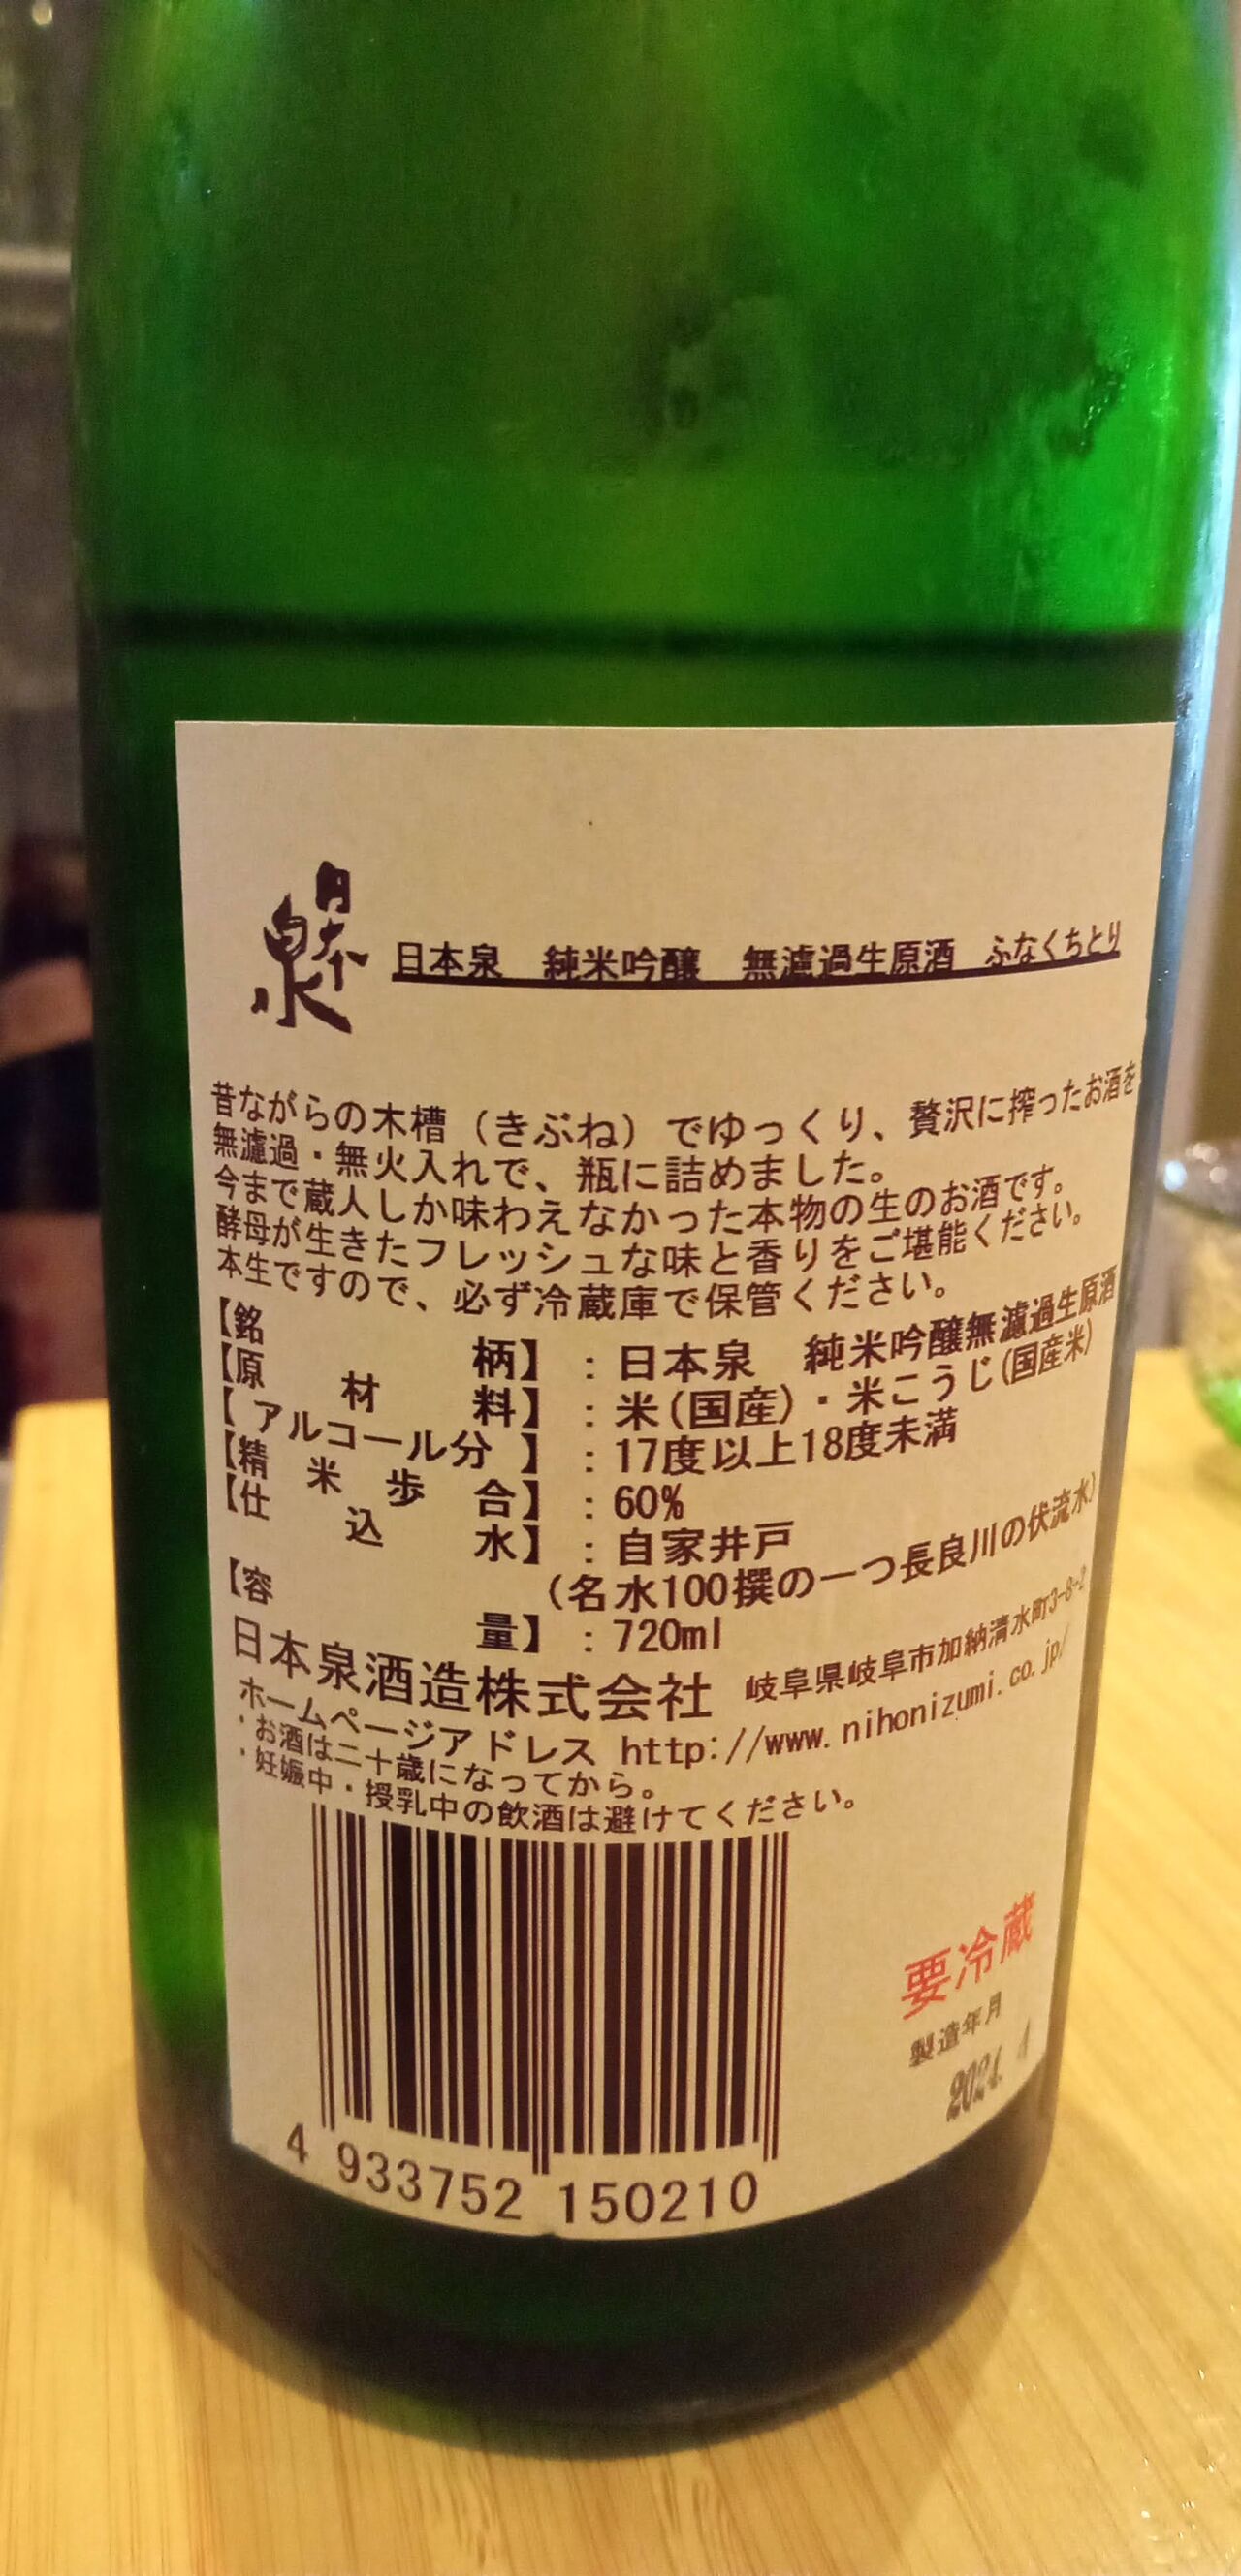 日本泉
日本泉　純米吟醸　無濾過生原酒　ふなくちとり
昔ながらの木槽（きぶね）でゆっくり、贅沢に搾ったお酒を
無濾過・無火入れで、瓶に詰めました。
今まで蔵人しか味わえなかった本物の生のお酒です。
酵母が生きたフレッシュな味と香りをご堪能ください。
本生ですので、必ず冷蔵庫で保管ください。
【銘柄】：日本泉　純米吟醸無濾過生原酒
【原材料】：米(国産)・米こうじ(国産米)
【アルコール分】：17度以上18度未満
【精米歩合】：60%
【仕込水】：自家井戸
（名水100撰の一つ長良川の伏流水）
【容量】：720ml
日本泉酒造株式会社　岐阜県岐阜市加納清水町3-8-2
ホームページアドレス http://www.nihonizumi.co.jp/
・お酒は二十歳になってから。
・妊娠中・授乳中の飲酒は避けてください。
要冷蔵
製造年月
2024. 4
4 933752 150210